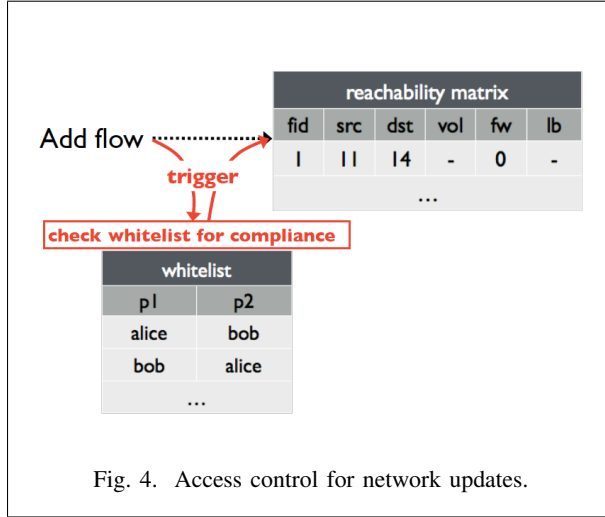 reachability matrix
fid src dst vol fw lb
Add flow
1 11 14 - 0 -
trigger
...
check whitelist for compliance
whitelist
p1 p2
alice bob
bob alice
...
Fig. 4. Access control for network updates.